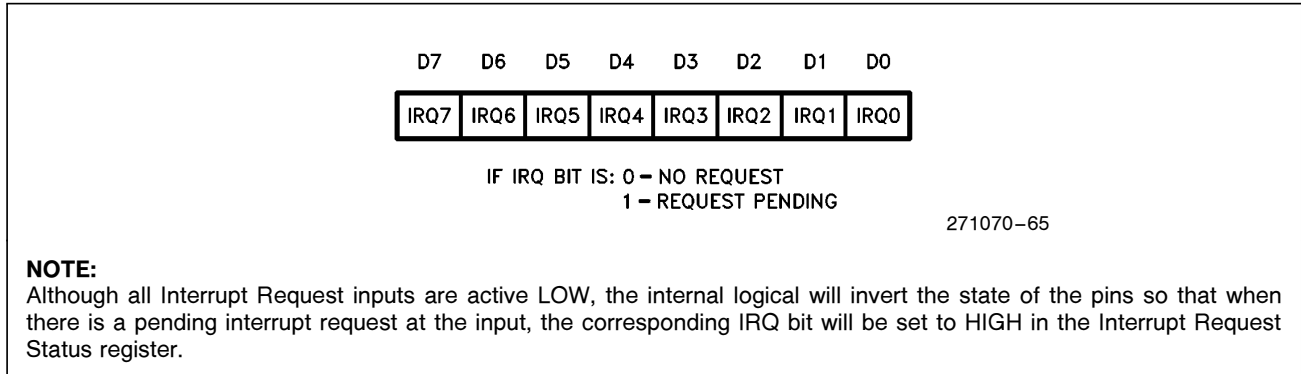 D7 D6 D5 D4 D3 D2 D1 D0
IRQ7 IRQ6 IRQ5 IRQ4 IRQ3 IRQ2 IRQ1 IRQ0
IF IRQ BIT IS: 0 – NO REQUEST
1 – REQUEST PENDING
271070–65
NOTE:
Although all Interrupt Request inputs are active LOW, the internal logical will invert the state of the pins so that when
there is a pending interrupt request at the input, the corresponding IRQ bit will be set to HIGH in the Interrupt Request
Status register.